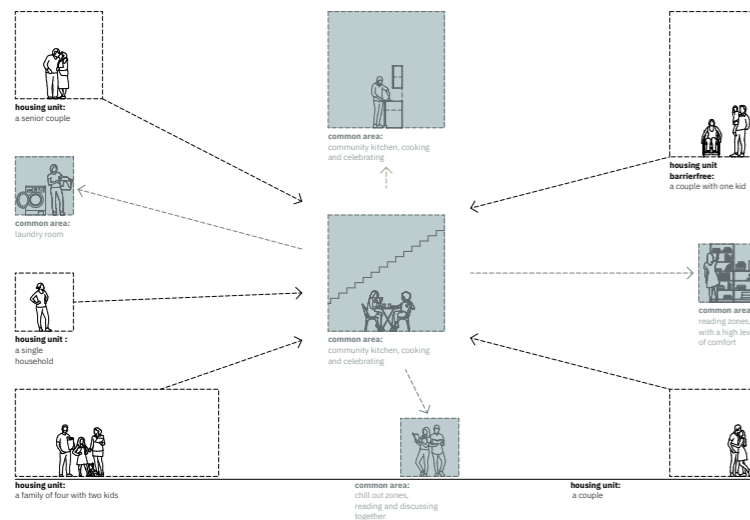 housing unit:
a senior couple
common area:
community kitchen, cooking
and celebrating
housing unit
barrierfree:
a couple with one kid
common area:
laundry room
common area
reading zones,
with a high
of comfort
housing unit :
a single
household
common area:
community kitchen, cooking
and celebrating
housing unit:
a family of four with two kids
common area:
chill out zones,
reading and discussing
together
housing unit:
a couple